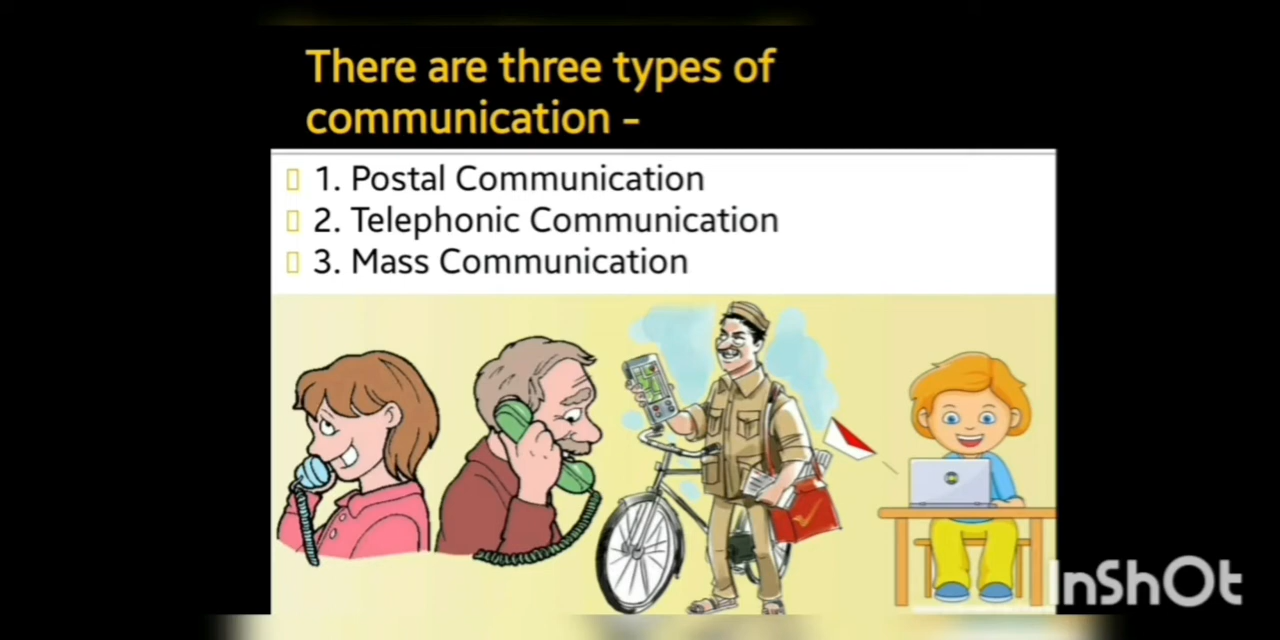 There are three types of
communication -
1. Postal Communication
2. Telephonic Communication
3. Mass Communication
InShOt